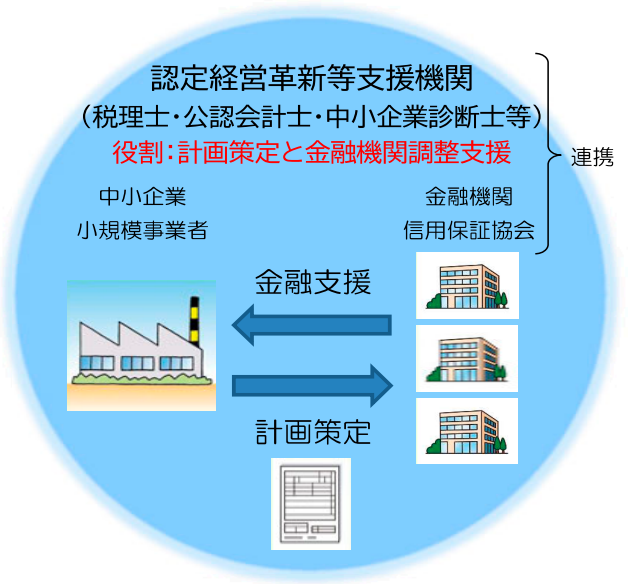 認定経営革新等支援機関
（税理士・公認会計士・中小企業診断士等）
役割：計画策定と金融機関調整支援
連携
中小企業
小規模事業者
金融機関
信用保証協会
金融支援
計画策定